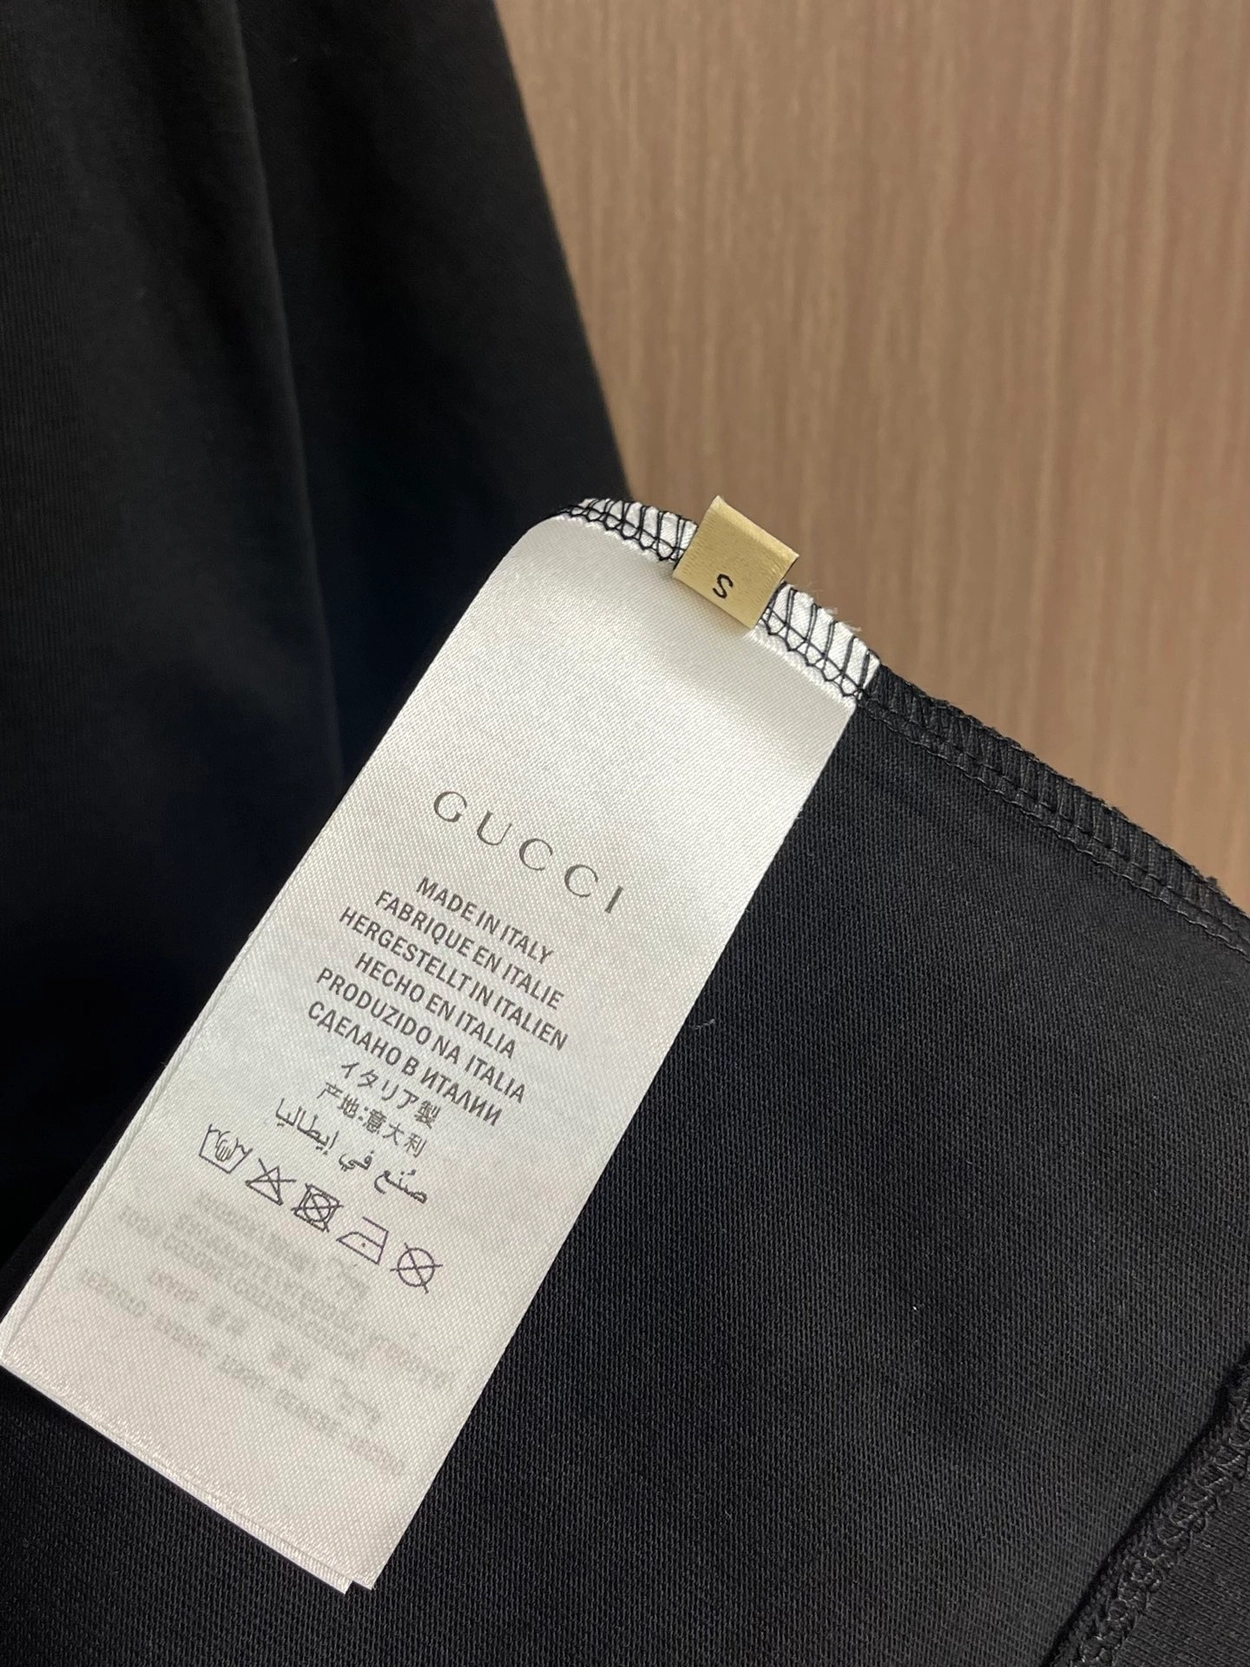 S
GUCCI
MADE IN ITALY
FABRIQUE EN ITALIE
HERGESTELLT IN ITALIEN
HECHO EN ITALIA
PRODUZIDO NA ITALIA
СДЕЛАНО В ИТАЛИИ
イタリア製
产地:意大利
صُنع في إيطاليا